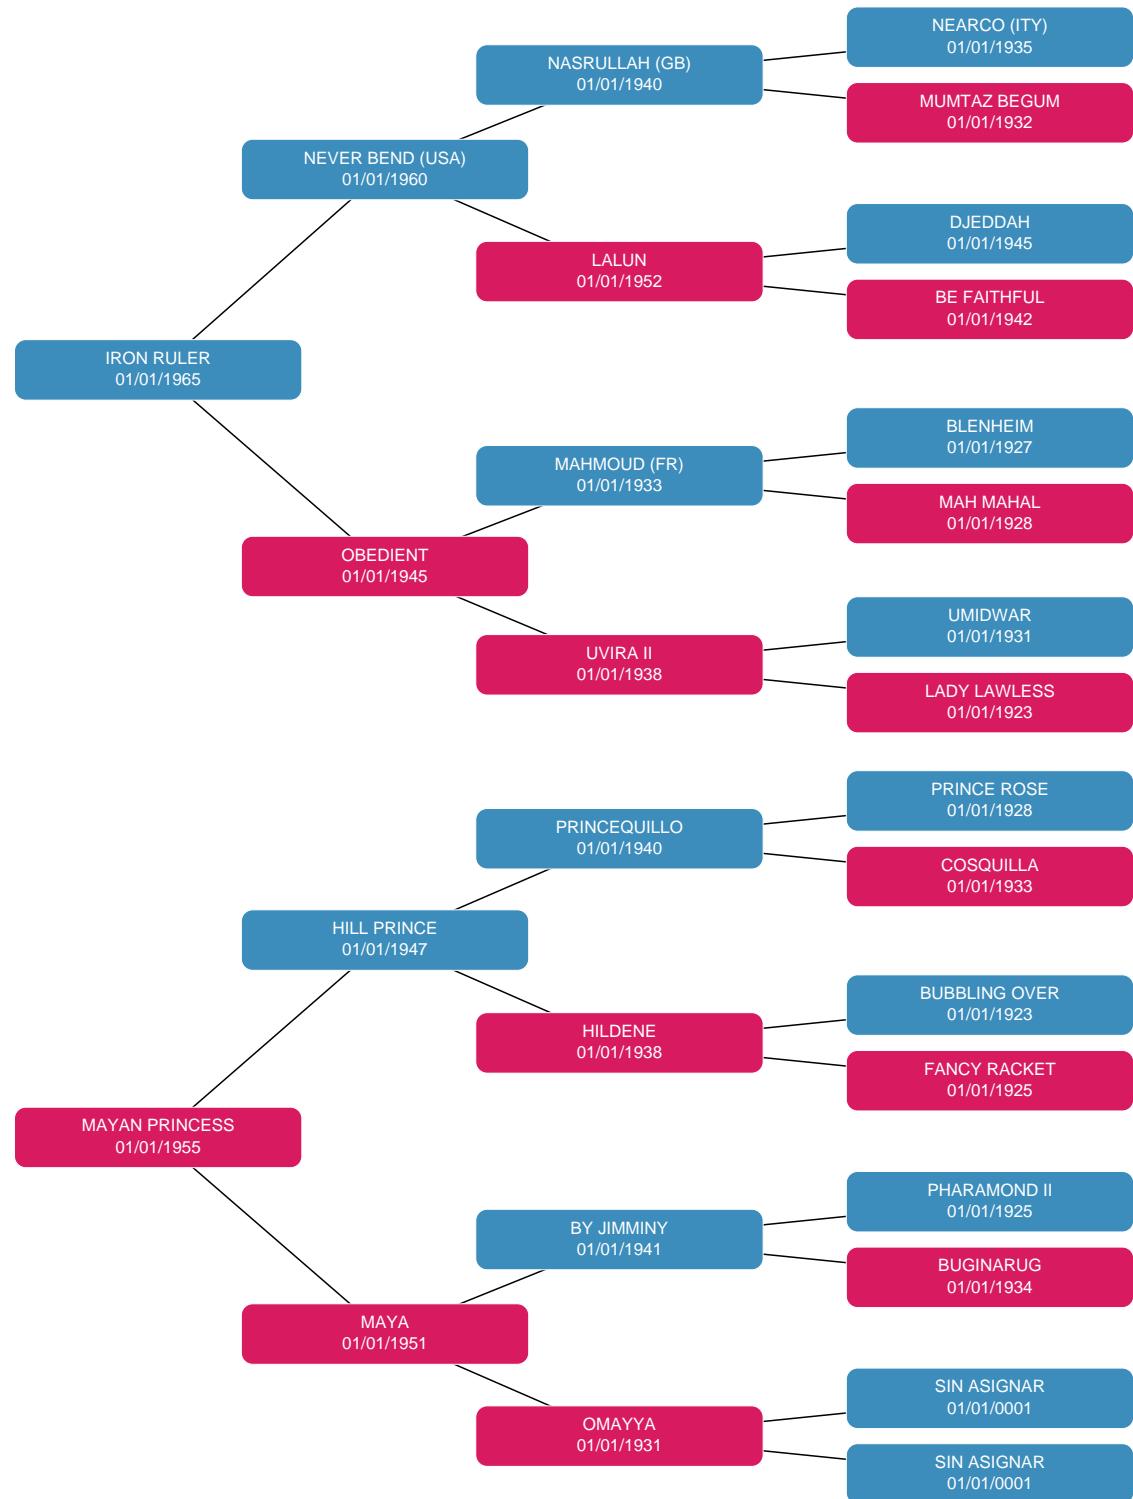 NEARCO (ITY)
01/01/1935
NASRULLAH (GB)
01/01/1940
MUMTAZ BEGUM
01/01/1932
NEVER BEND (USA)
01/01/1960
DJEDDAH
01/01/1945
LALUN
01/01/1952
BE FAITHFUL
01/01/1942
IRON RULER
01/01/1965
BLENHEIM
01/01/1927
MAHMOUD (FR)
01/01/1933
MAH MAHAL
01/01/1928
OBEDIENT
01/01/1945
UMIDWAR
01/01/1931
UVIRA II
01/01/1938
LADY LAWLESS
01/01/1923
PRINCE ROSE
01/01/1928
PRINCEQUILLO
01/01/1940
COSQUILLA
01/01/1933
HILL PRINCE
01/01/1947
BUBBLING OVER
01/01/1923
HILDENE
01/01/1938
FANCY RACKET
01/01/1925
MAYAN PRINCESS
01/01/1955
PHARAMOND II
01/01/1925
BY JIMMINY
01/01/1941
BUGINARUG
01/01/1934
MAYA
01/01/1951
SIN ASIGNAR
01/01/0001
OMAYYA
01/01/1931
SIN ASIGNAR
01/01/0001